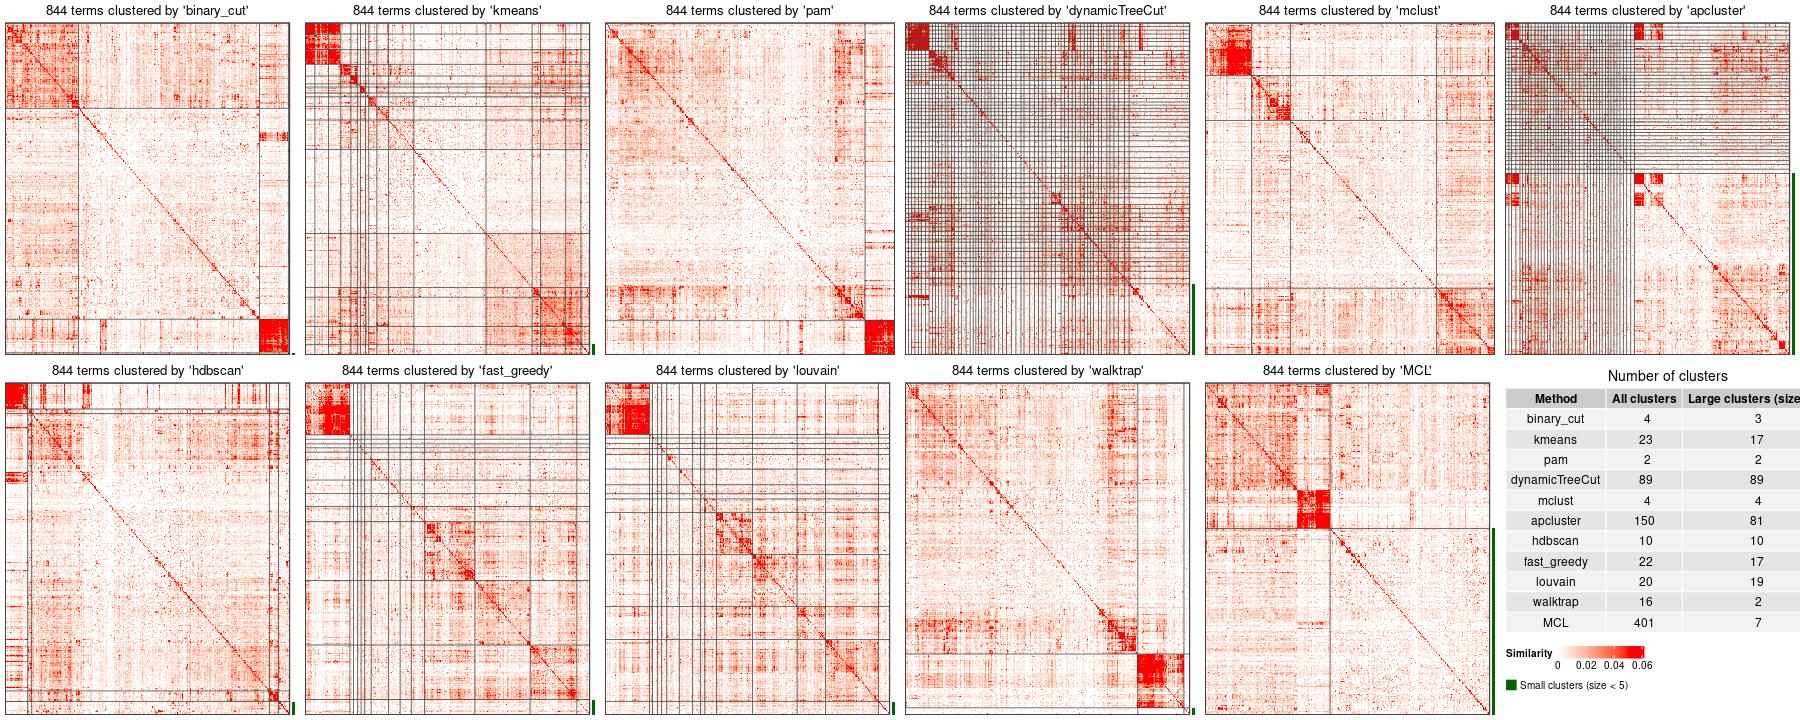 844 terms clustered by 'binary_cut'
844 terms clustered by 'kmeans'
844 terms clustered by 'pam'
844 terms clustered by 'dynamicTreeCut'
844 terms clustered by 'mclust'
844 terms clustered by 'apcluster'
844 terms clustered by 'hdbscan'
844 terms clustered by 'fast_greedy'
844 terms clustered by 'louvain'
844 terms clustered by 'walktrap'
844 terms clustered by 'MCL'
Number of clusters
Method All clusters Large clusters (size
binary_cut 4 3
kmeans 23 17
pam 2 2
dynamicTreeCut 89 89
mclust 4 4
apcluster 150 81
hdbscan 10 10
fast_greedy 22 17
louvain 20 19
walktrap 16 2
MCL 401 7
Similarity
0 0.02 0.04 0.06
Small clusters (size < 5)